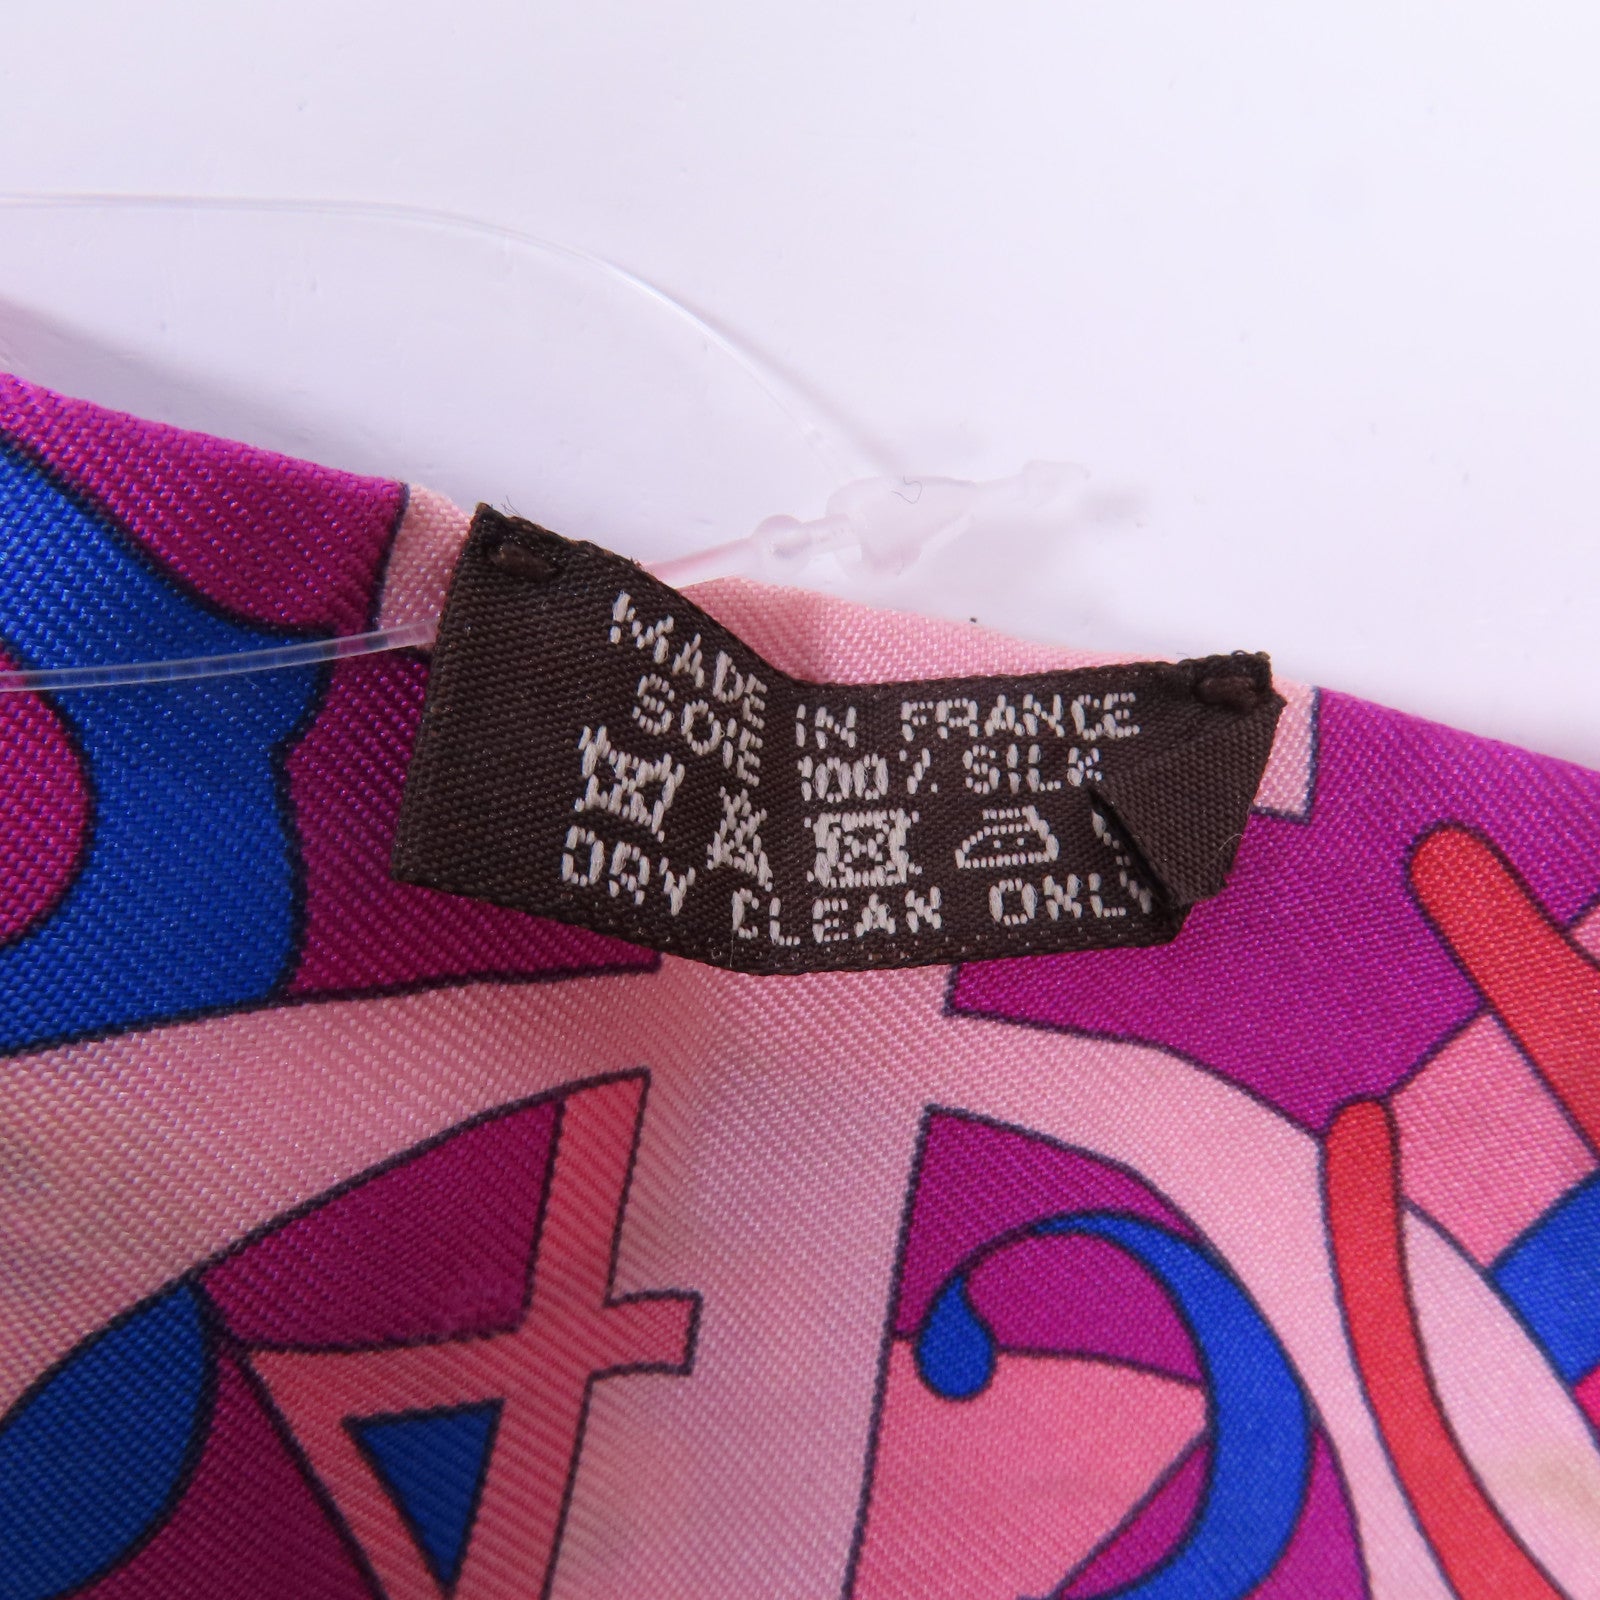 MADE IN FRANCE
SOIE 100% SILK
DRY CLEAN ONLY